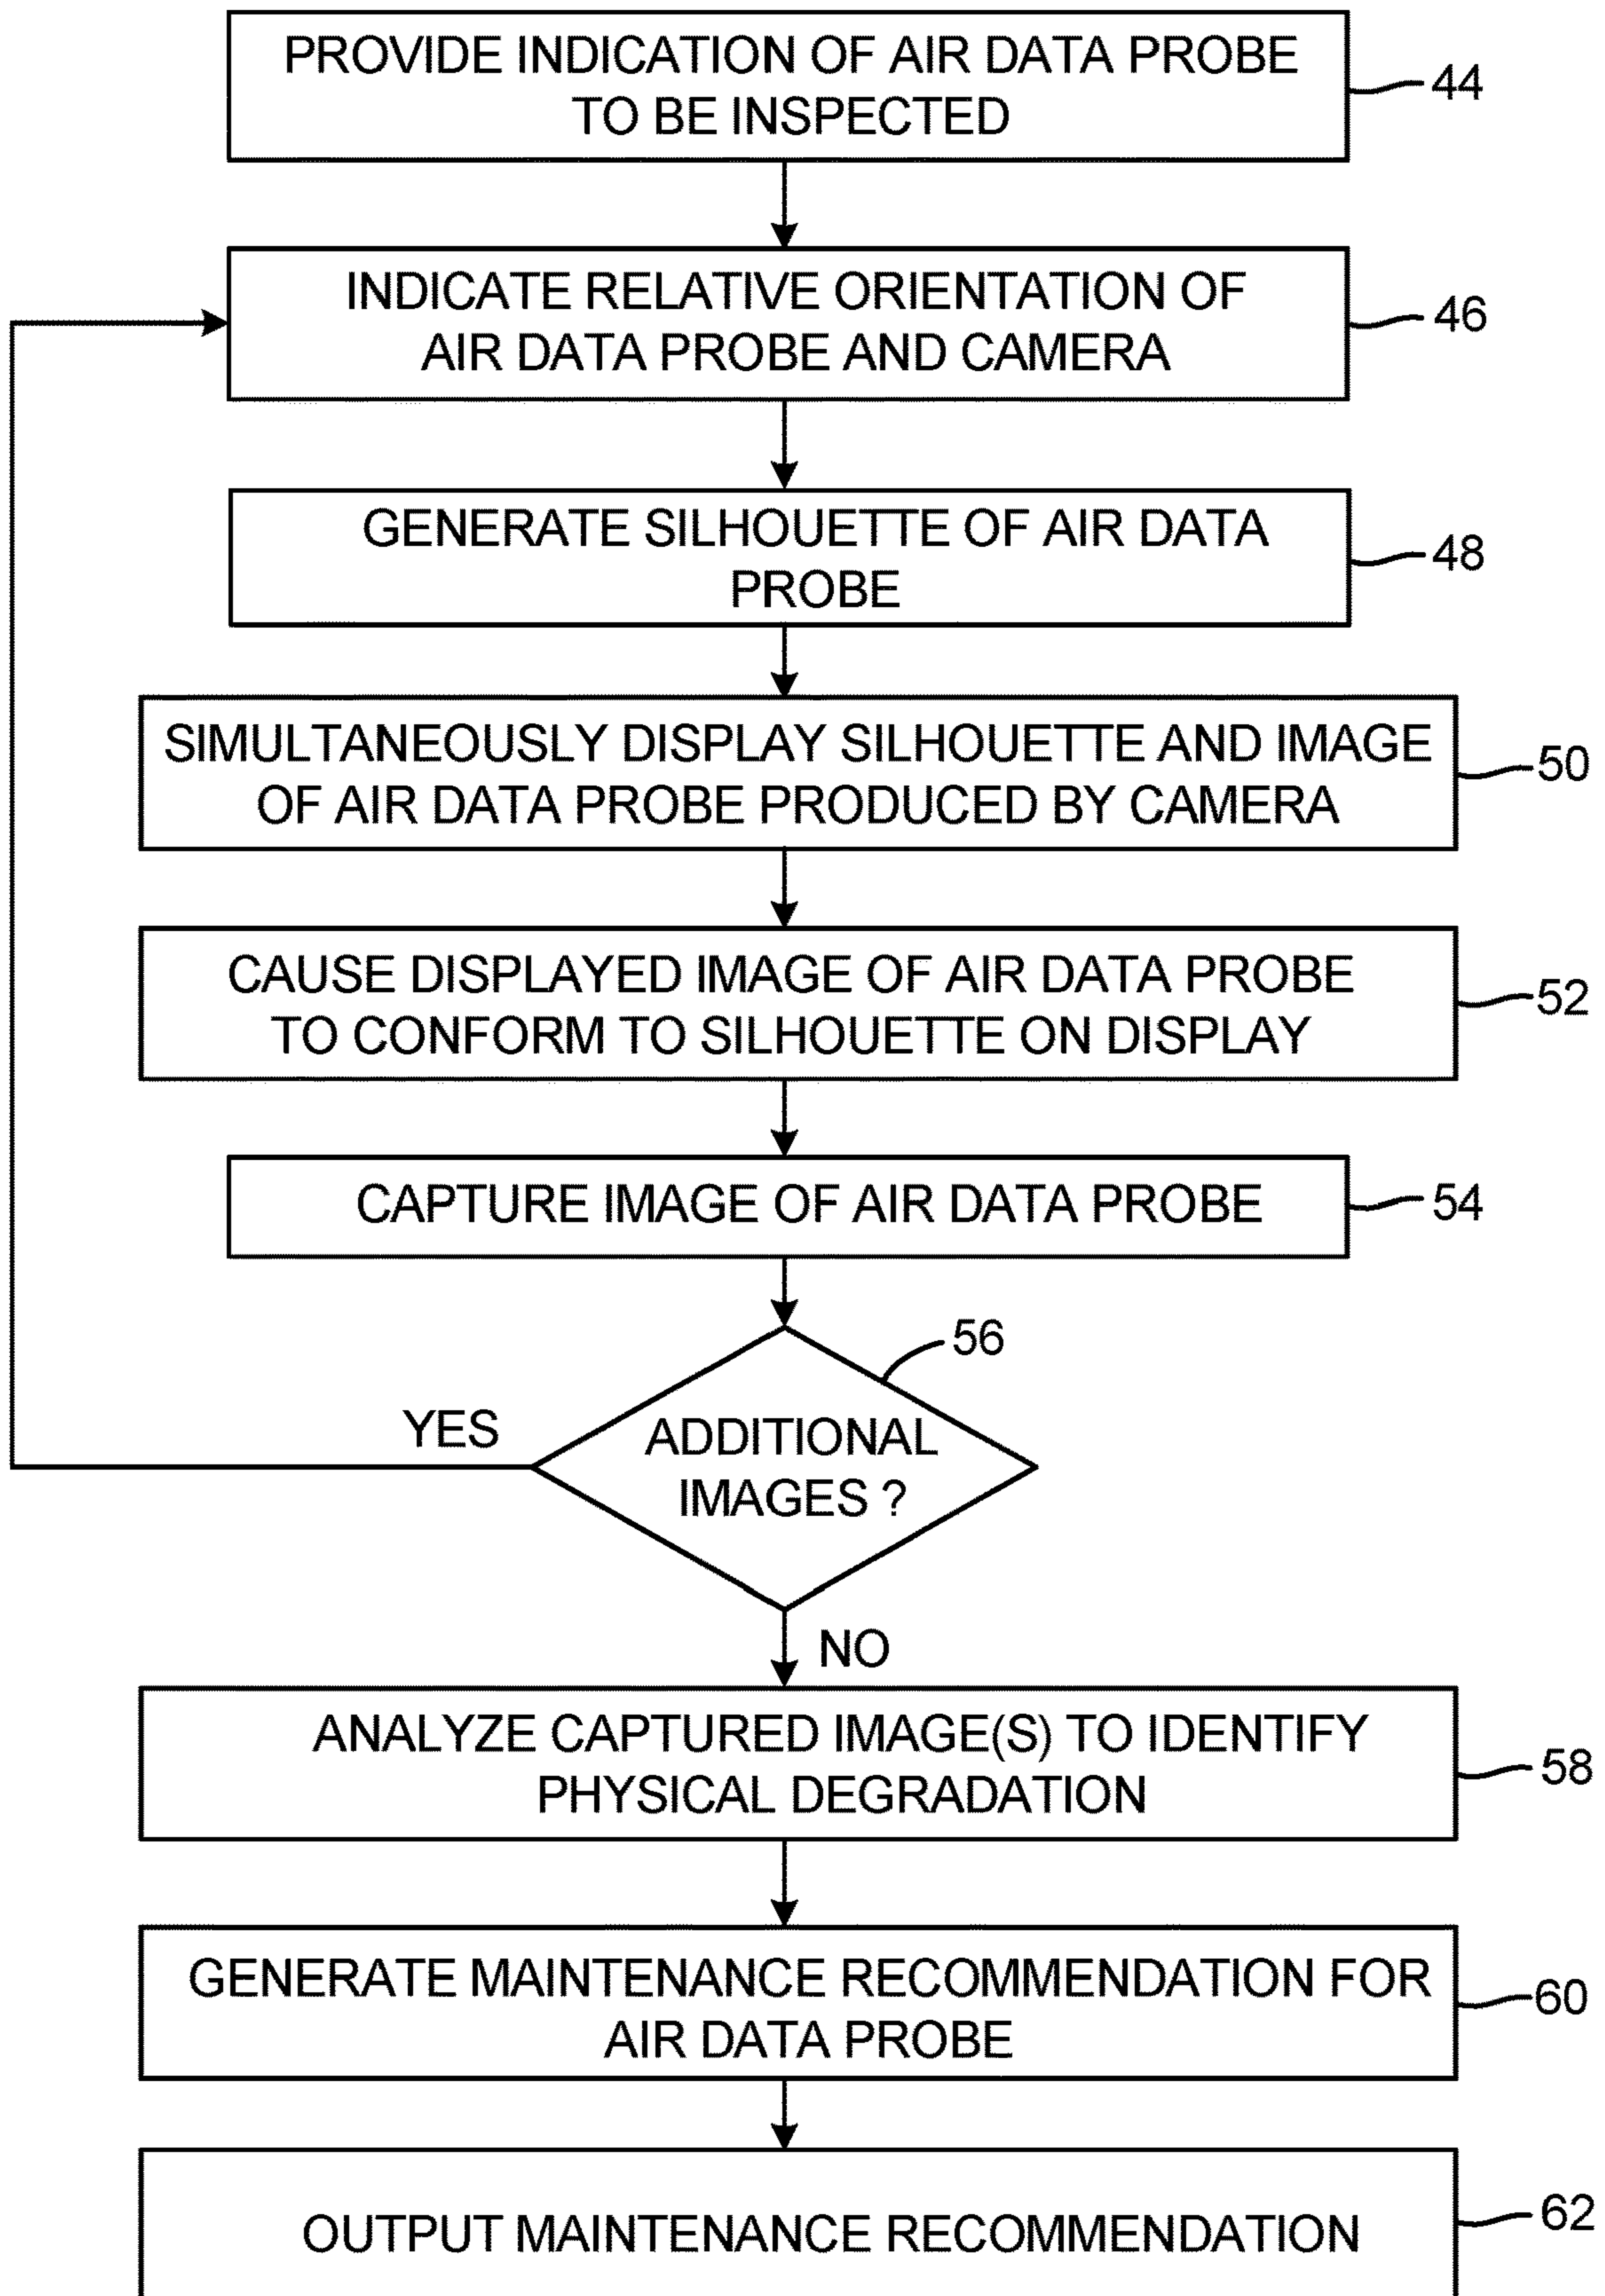 PROVIDE INDICATION OF AIR DATA PROBE
TO BE INSPECTED
44
INDICATE RELATIVE ORIENTATION OF
AIR DATA PROBE AND CAMERA
46
GENERATE SILHOUETTE OF AIR DATA
PROBE
48
SIMULTANEOUSLY DISPLAY SILHOUETTE AND IMAGE
OF AIR DATA PROBE PRODUCED BY CAMERA
50
CAUSE DISPLAYED IMAGE OF AIR DATA PROBE
TO CONFORM TO SILHOUETTE ON DISPLAY
52
CAPTURE IMAGE OF AIR DATA PROBE
54
56
YES
ADDITIONAL
IMAGES ?
NO
ANALYZE CAPTURED IMAGE(S) TO IDENTIFY
PHYSICAL DEGRADATION
58
GENERATE MAINTENANCE RECOMMENDATION FOR
AIR DATA PROBE
60
OUTPUT MAINTENANCE RECOMMENDATION
62